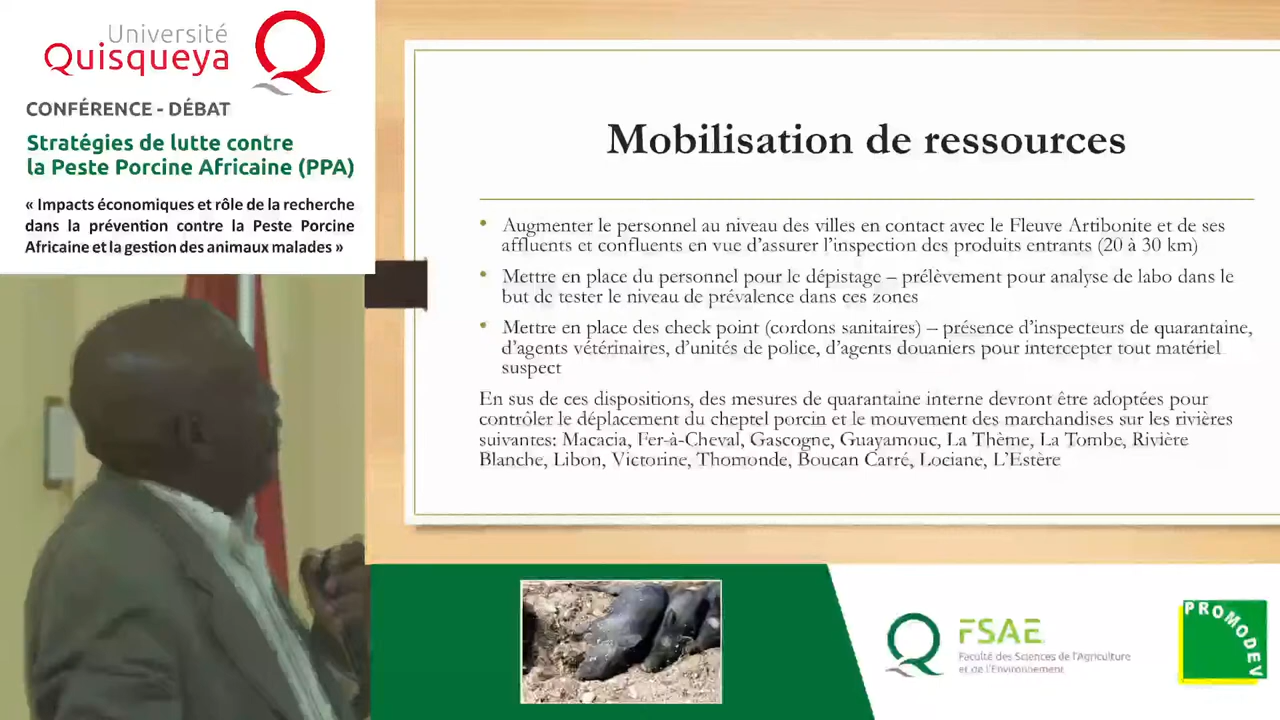 Université
Quisqueya
CONFÉRENCE - DÉBAT
Stratégies de lutte contre
la Peste Porcine Africaine (PPA)
« Impacts économiques et rôle de la recherche
dans la prévention contre la Peste Porcine
Africaine et la gestion des animaux malades »
Mobilisation de ressources
• Augmenter le personnel au niveau des villes en contact avec le Fleuve Artibonite et de ses
affluents et confluents en vue d'assurer l'inspection des produits entrants (20 à 30 km)
• Mettre en place du personnel pour le dépistage – prélèvement pour analyse de labo dans le
but de tester le niveau de prévalence dans ces zones
• Mettre en place des check point (cordons sanitaires) – présence d'inspecteurs de quarantaine,
d'agents vétérinaires, d'unités de police, d'agents douaniers pour intercepter tout matériel
suspect
En sus de ces dispositions, des mesures de quarantaine interne devront être adoptées pour
contrôler le déplacement du cheptel porcin et le mouvement des marchandises sur les rivières
suivantes: Macacia, Fer-à-Cheval, Gascogne, Guayamouc, La Thème, La Tombe, Rivière
Blanche, Libon, Victorine, Thomonde, Boucan Carré, Lociane, L'Estère
FSAE
Faculté des Sciences de l'Agriculture
et de l'Environnement
PROMODEV